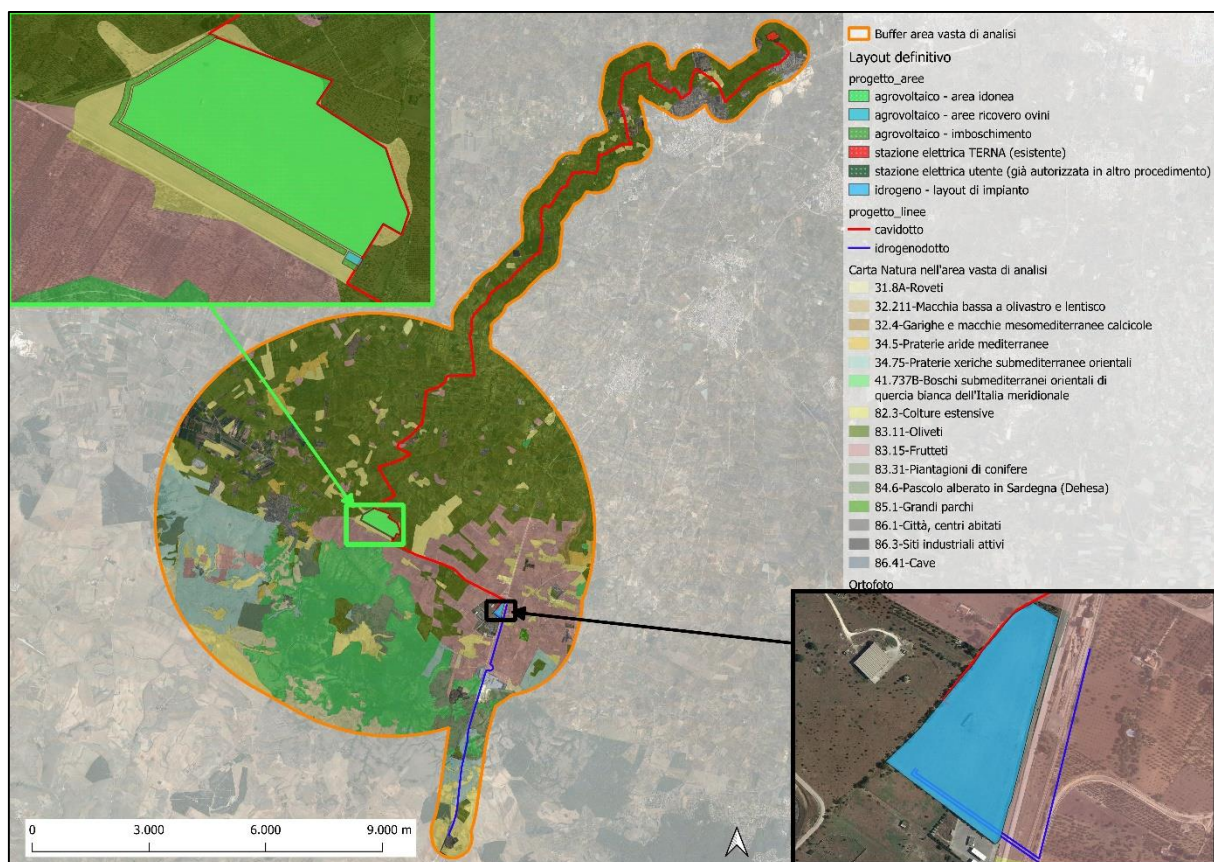 Buffer area vasta di analisi
Layout definitivo
progetto_aree
agrovoltaico - area idonea
agrovoltaico - aree ricovero ovini
agrovoltaico - imboschimento
stazione elettrica TERNA (esistente)
stazione elettrica utente (già autorizzata in altro procedimento)
idrogeno - layout di impianto
progetto_linee
cavidotto
idrogenodotto
Carta Natura nell'area vasta di analisi
31.8A-Roveti
32.211-Macchia bassa a olivastro e lentisco
32.4-Garighe e macchie mesomediterranee calcicole
34.5-Praterie aride mediterranee
34.75-Praterie xeriche submediterranee orientali
41.737B-Boschi submediterranei orientali di
quercia bianca dell'Italia meridionale
82.3-Colture estensive
83.11-Oliveti
83.15-Frutteti
83.31-Piantagioni di conifere
84.6-Pascolo alberato in Sardegna (Dehesa)
85.1-Grandi parchi
86.1-Città, centri abitati
86.3-Siti industriali attivi
86.41-Cave
Ortofoto
0 3.000 6.000 9.000 m